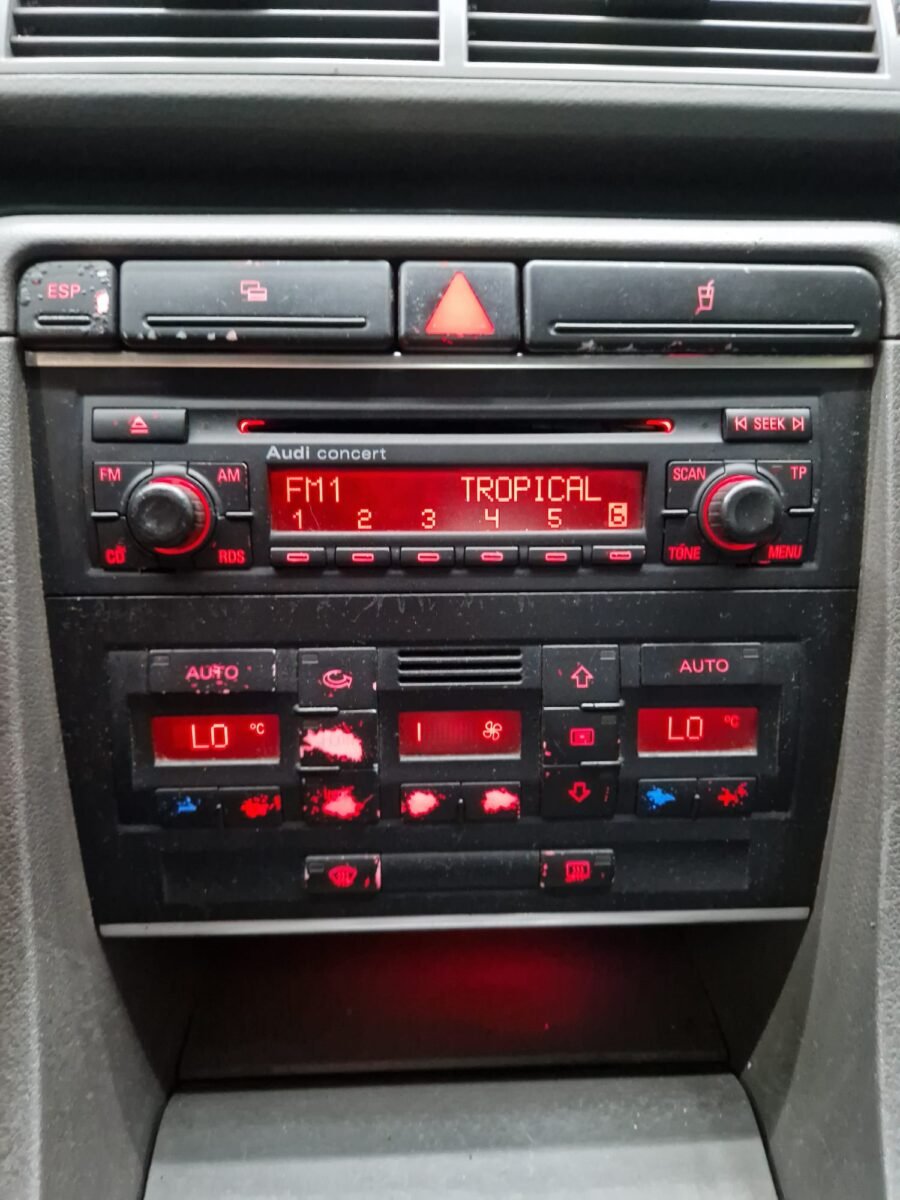 ESP
SEEK
Audi concert
FM AM
SCAN TP
FM1 TROPICAL
1 2 3 4 5 6
CD RDS
TONE MENU
AUTO
AUTO
LO °C
1
LO °C